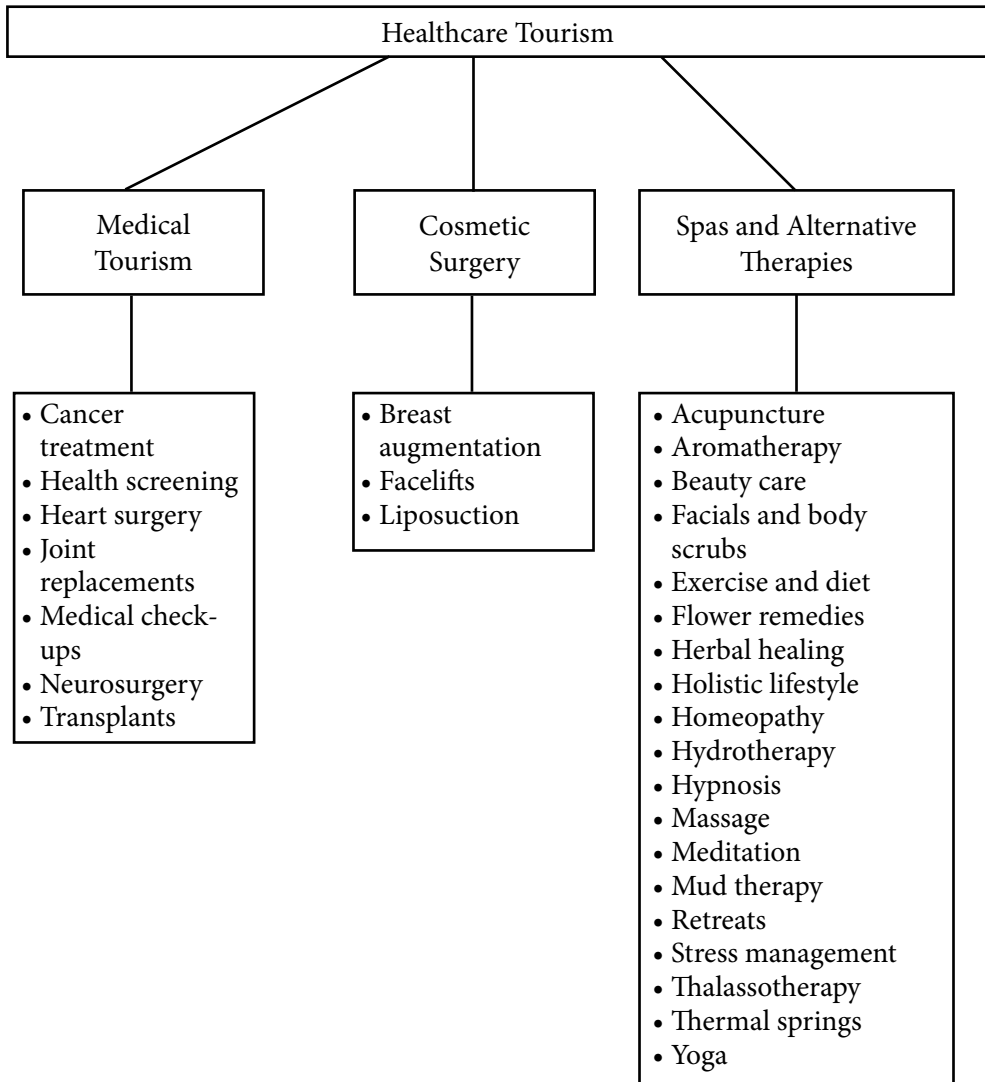 Healthcare Tourism
Medical
Tourism
Cosmetic
Surgery
Spas and Alternative
Therapies
• Cancer
treatment
• Health screening
• Heart surgery
• Joint
replacements
• Medical check-
ups
• Neurosurgery
• Transplants
• Breast
augmentation
• Facelifts
• Liposuction
• Acupuncture
• Aromatherapy
• Beauty care
• Facials and body
scrubs
• Exercise and diet
• Flower remedies
• Herbal healing
• Holistic lifestyle
• Homeopathy
• Hydrotherapy
• Hypnosis
• Massage
• Meditation
• Mud therapy
• Retreats
• Stress management
• Thalassotherapy
• Thermal springs
• Yoga